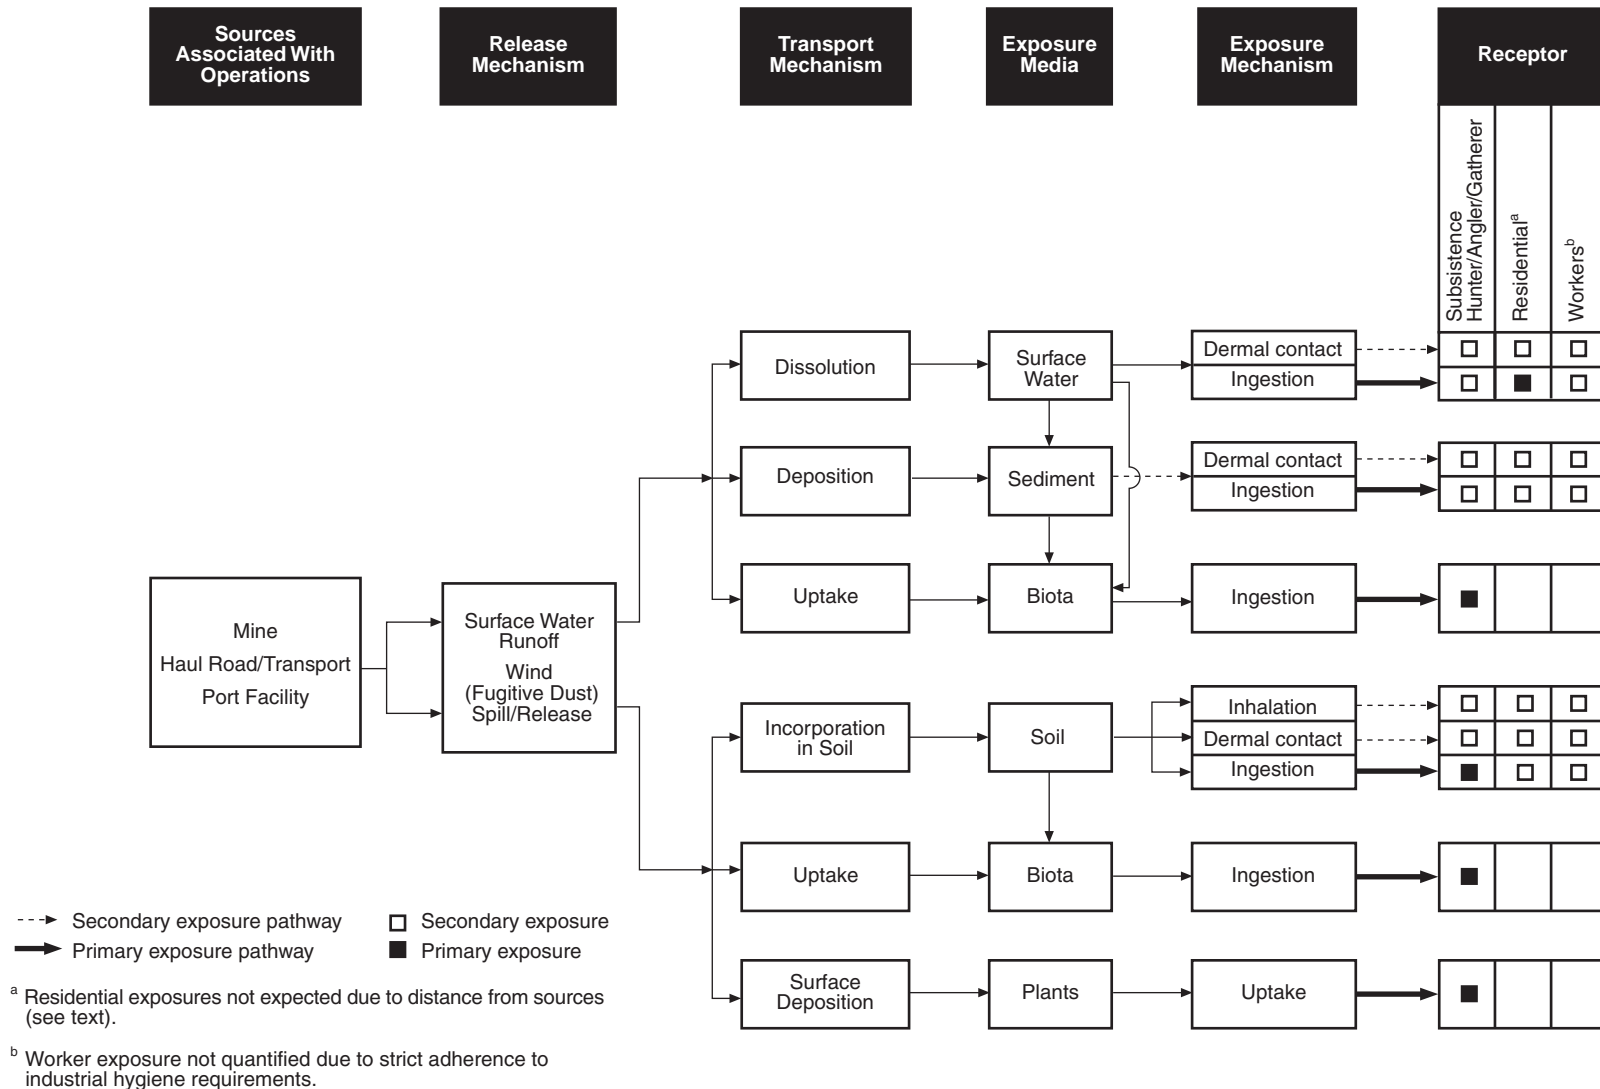 Sources
Associated With
Operations
Release
Mechanism
Transport
Mechanism
Exposure
Media
Exposure
Mechanism
Receptor
Subsistence
Hunter/Angler/Gatherer
Residentialᵃ
Workersᵇ
Dissolution
Surface
Water
Dermal contact
Ingestion
Deposition
Sediment
Dermal contact
Ingestion
Uptake
Biota
Ingestion
Mine
Haul Road/Transport
Port Facility
Surface Water
Runoff
Wind
(Fugitive Dust)
Spill/Release
Incorporation
in Soil
Soil
Inhalation
Dermal contact
Ingestion
Uptake
Biota
Ingestion
Surface
Deposition
Plants
Uptake
Secondary exposure pathway
Secondary exposure
Primary exposure pathway
Primary exposure
ᵃ Residential exposures not expected due to distance from sources
(see text).
ᵇ Worker exposure not quantified due to strict adherence to
industrial hygiene requirements.